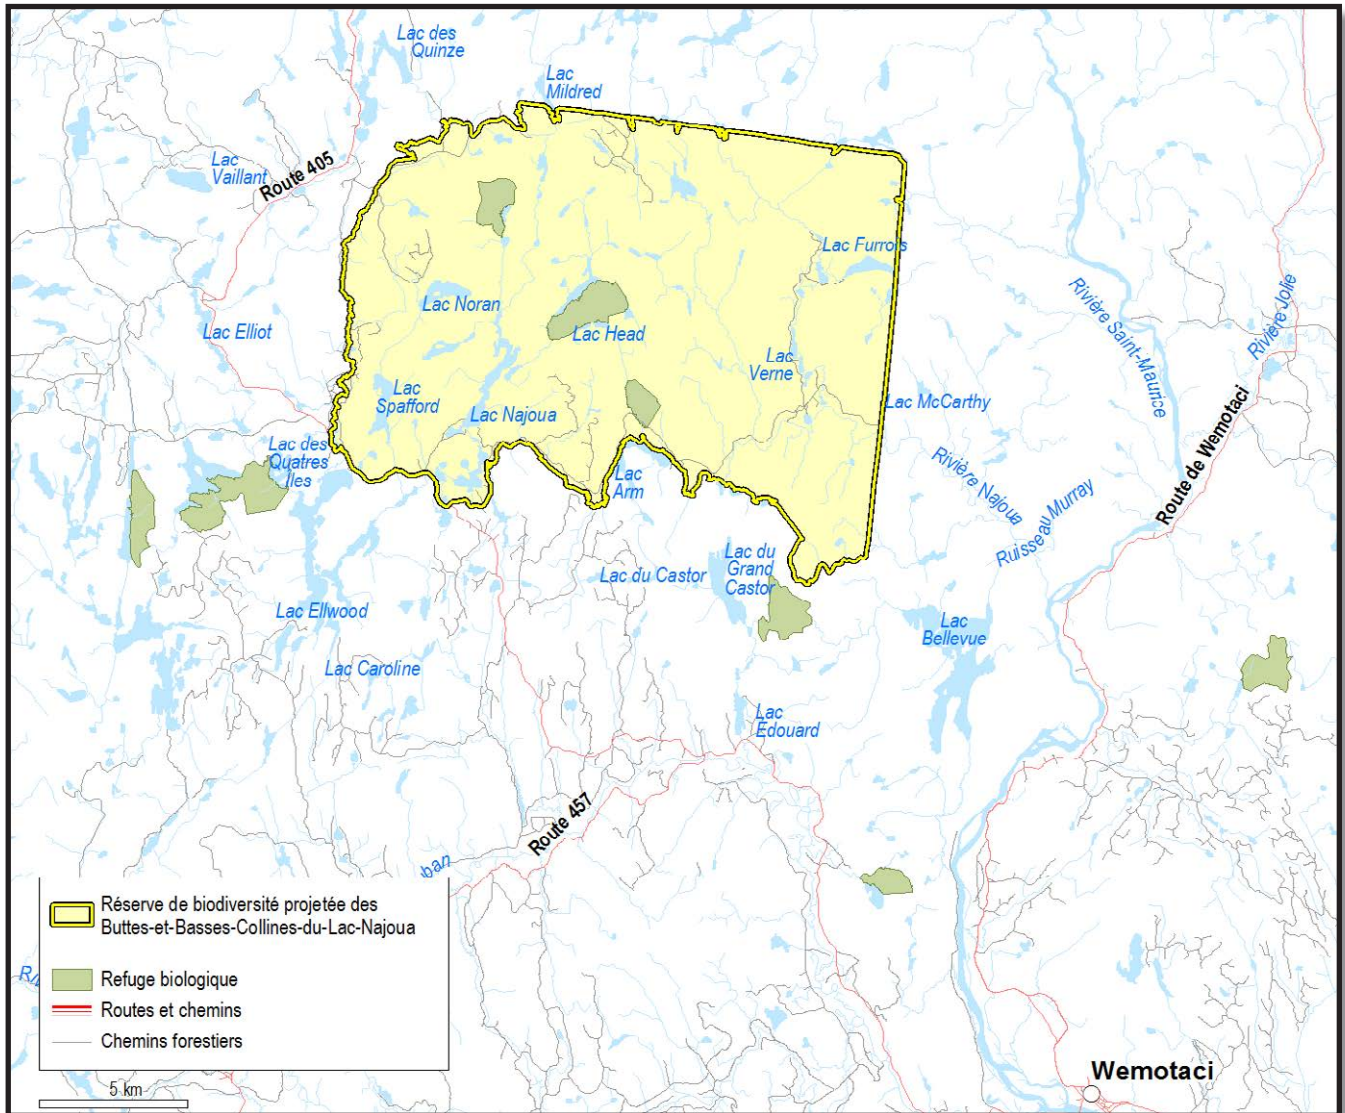 Lac des
Quinze
Lac
Mildred
Lac
Vaillant
Route 405
Lac Furrois
Lac Noran
Lac Elliot
Lac Head
Rivière Saint-Maurice
Rivière Jolie
Lac
Verne
Lac
Spafford
Lac Najoua
Lac McCarthy
Route de Wemotaci
Lac des
Quatres
Iles
Lac
Arm
Rivière Najoua
Ruisseau Murray
Lac du Castor
Lac du
Grand
Castor
Lac Ellwood
Lac
Bellevue
Lac Caroline
Lac
Edouard
Route 457
Réserve de biodiversité projetée des
Buttes-et-Basses-Collines-du-Lac-Najoua
Refuge biologique
Routes et chemins
Chemins forestiers
5 km
Wemotaci